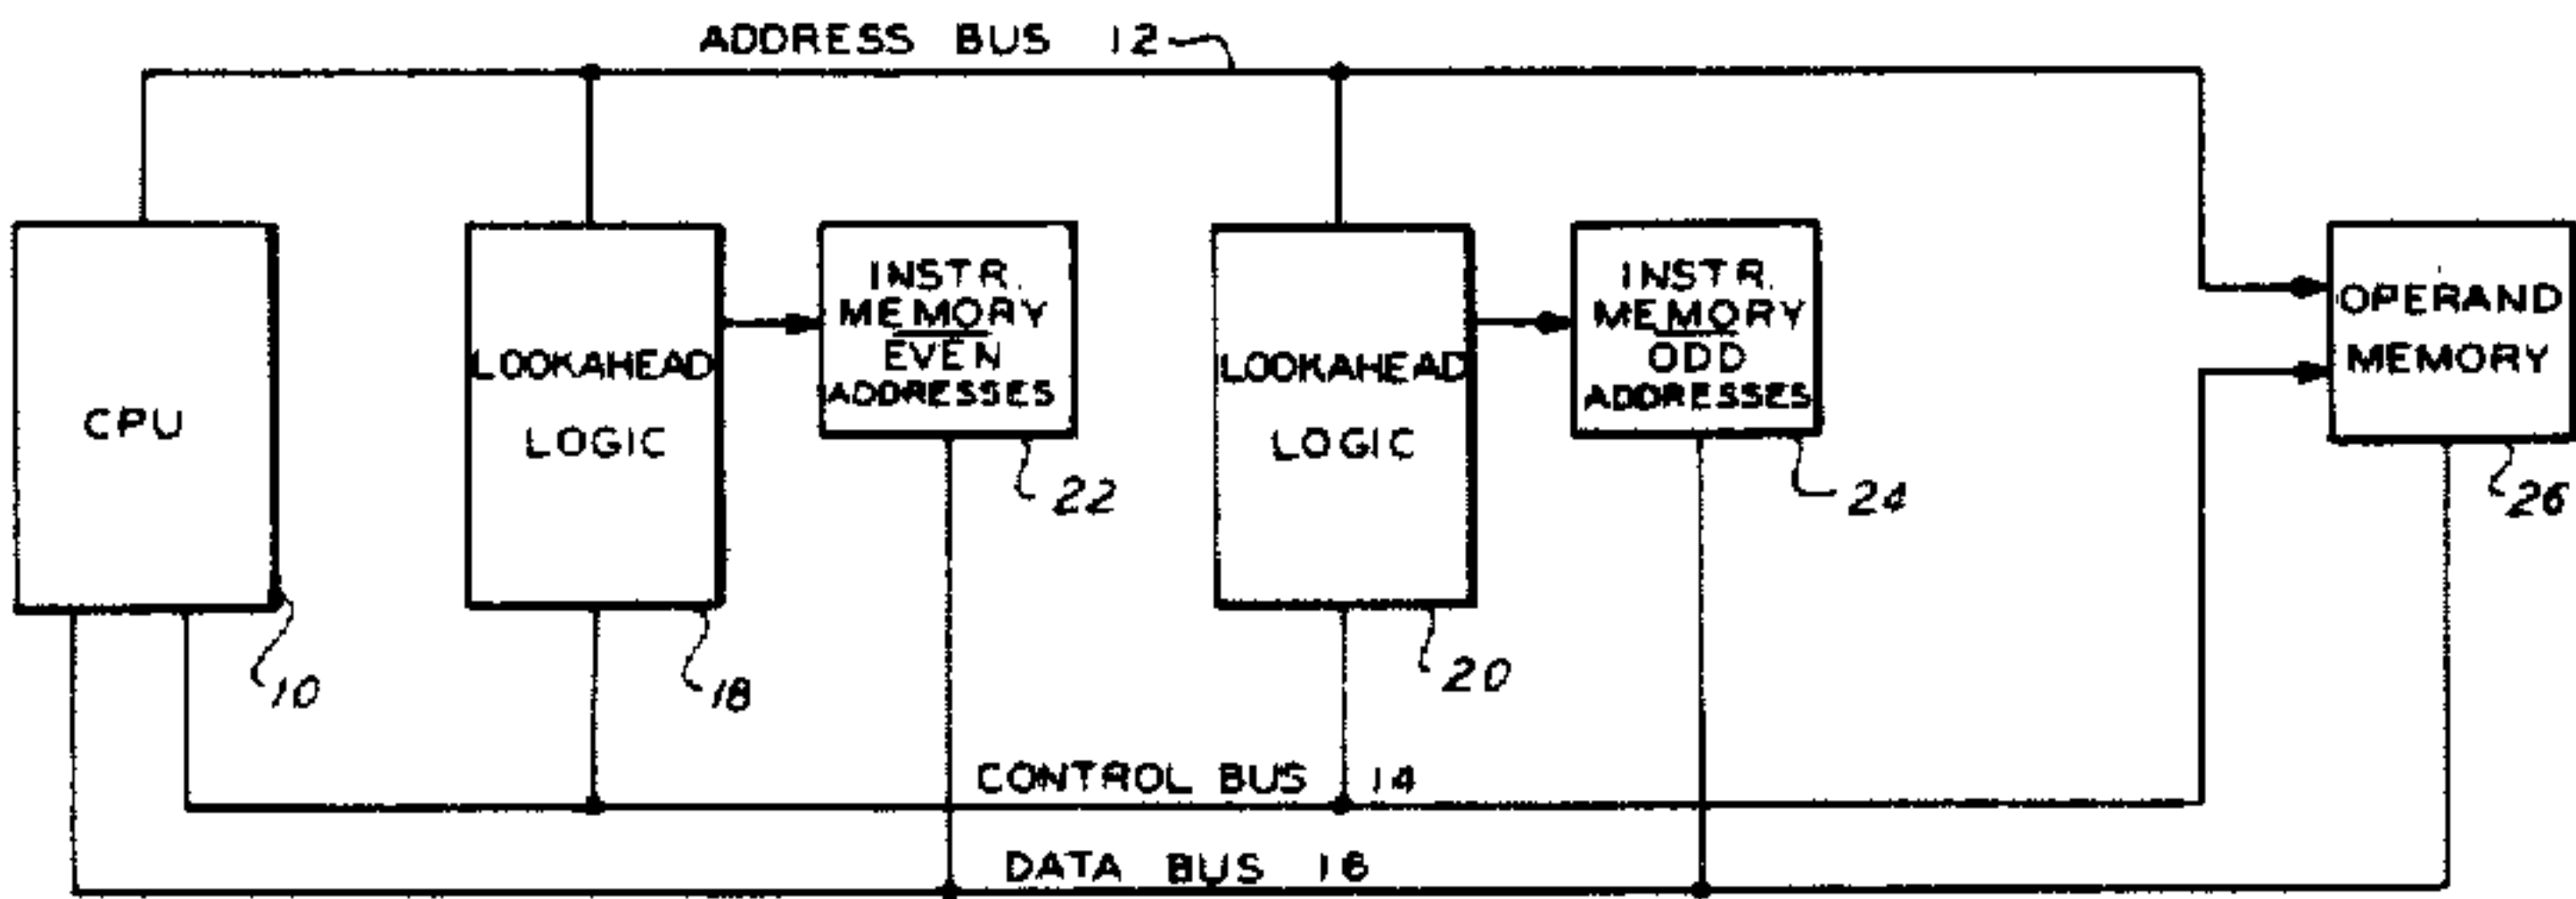 ADDRESS BUS 12
CPU
10
LOOKAHEAD
LOGIC
18
INSTR.
MEMORY
EVEN
ADDRESSES
22
LOOKAHEAD
LOGIC
20
INSTR.
MEMORY
ODD
ADDRESSES
24
OPERAND
MEMORY
26
CONTROL BUS 14
DATA BUS 16